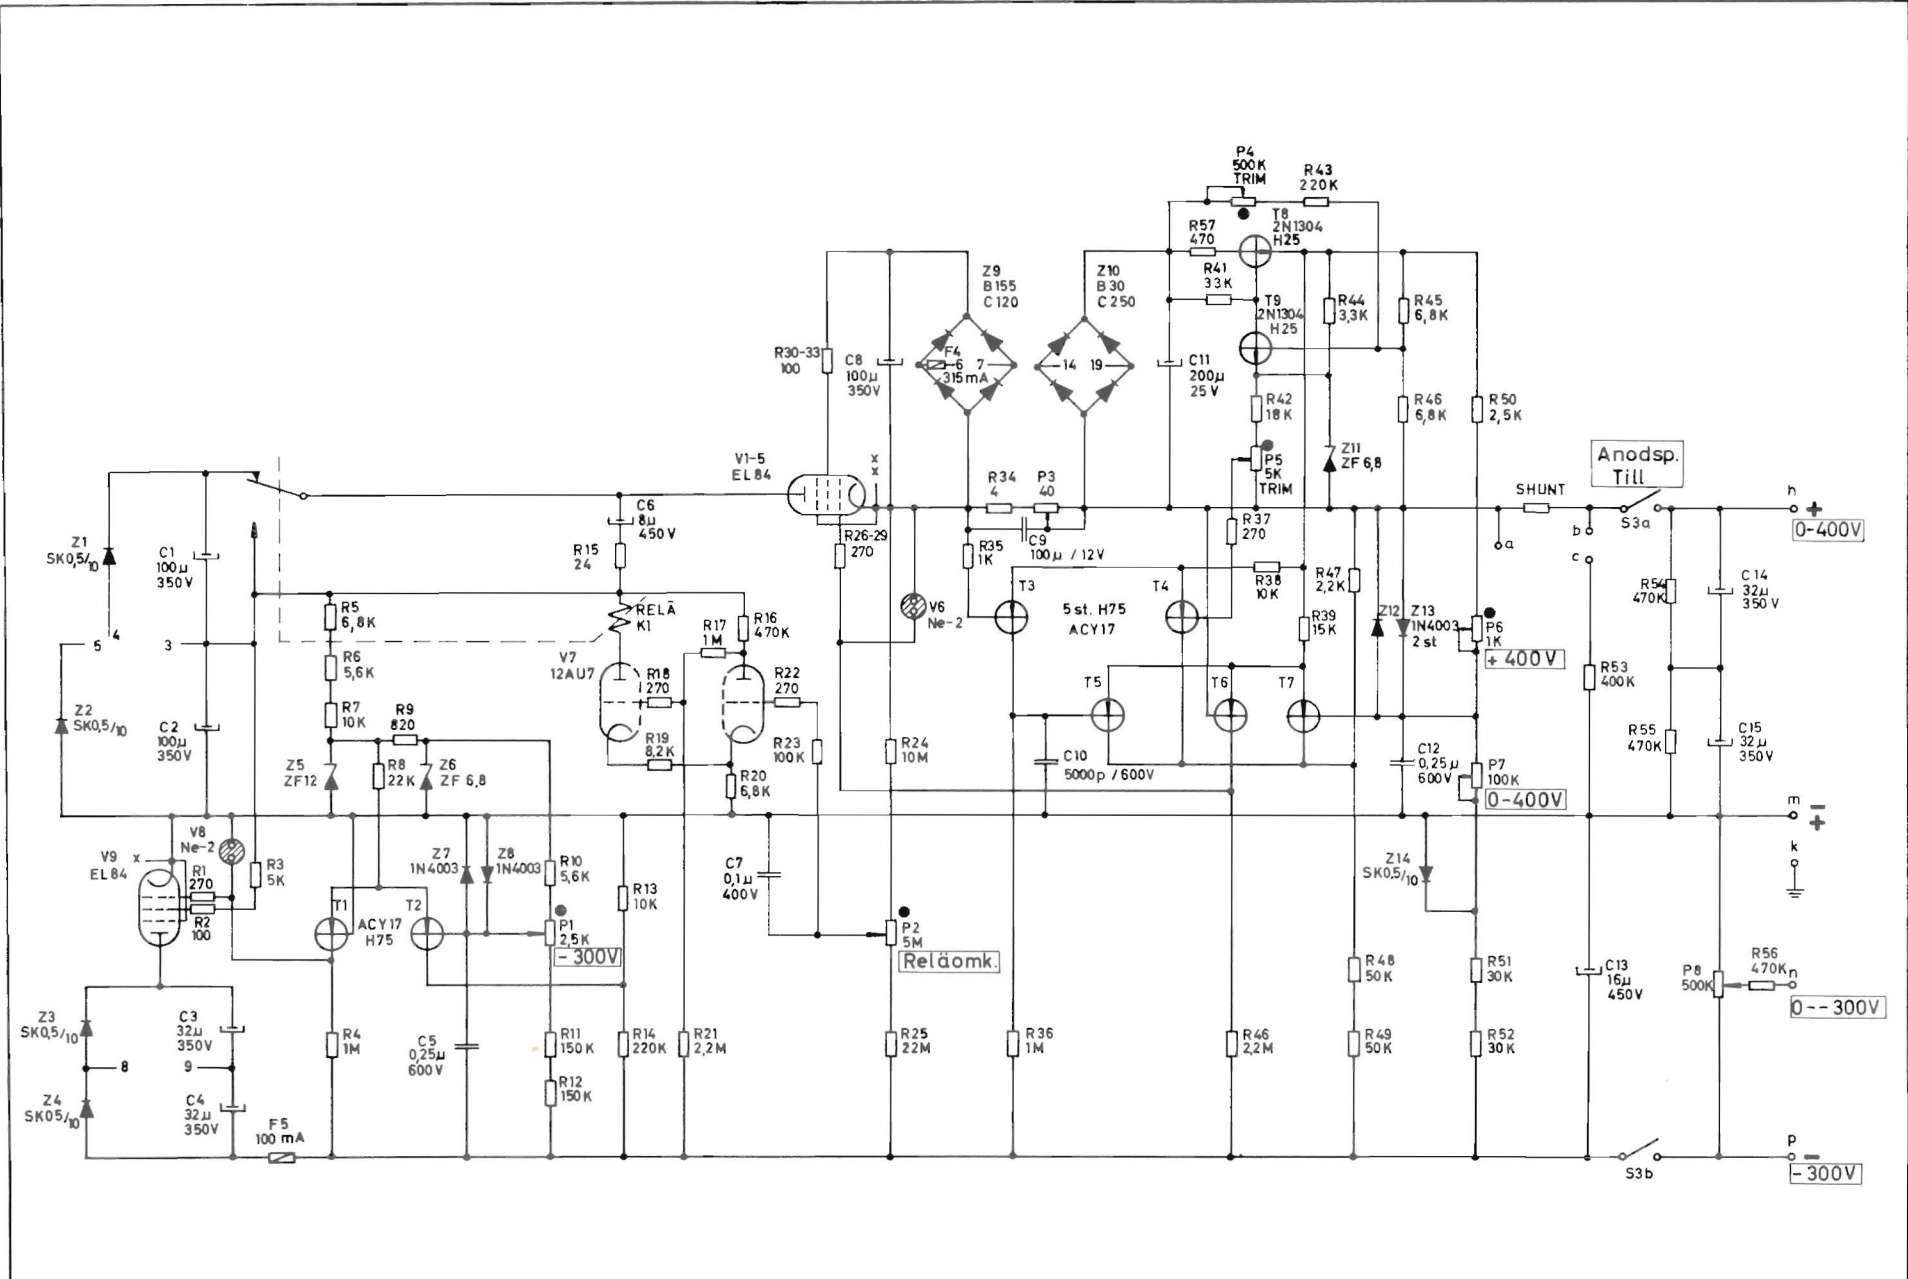 P4
500K
TRIM
R43
220K
R57
470
T8
2N1304
H25
R41
33K
T9
2N1304
H25
R44
3,3K
R45
6,8K
Z9
B155
C120
Z10
B30
C250
R30-33
100
C8
100µ
350V
F4
6
7
315mA
14
19
C11
200µ
25V
R42
18K
R46
6,8K
R50
2,5K
Z11
ZF 6,8
P5
5K
TRIM
V1-5
EL84
x
x
R34
4
P3
40
SHUNT
Anodsp.
Till
S3a
h
+
0-400V
C6
8µ
450V
R15
24
R26-29
270
R35
1K
C9
100µ / 12V
R37
270
a
b
c
Z1
SK0,5/10
C1
100µ
350V
5
4
3
R5
6,8K
RELÄ
K1
R17
1M
R16
470K
V6
Ne-2
T3
5 st. H75
ACY17
T4
R38
10K
R47
2,2K
R39
15K
Z12
Z13
1N4003
2 st
P6
1K
+ 400V
R54
470K
C14
32µ
350V
R53
400K
R6
5,6K
V7
12AU7
R18
270
R22
270
T5
T6
T7
Z2
SK0,5/10
C2
100µ
350V
R7
10K
R9
820
R8
22K
Z5
ZF12
Z6
ZF 6,8
R19
8,2K
R20
6,8K
R23
100K
R24
10M
C10
5000p / 600V
C12
0,25µ
600V
P7
100K
0-400V
R55
470K
C15
32µ
350V
m
−
+
V8
Ne-2
V9
EL84
x
R1
270
R2
100
R3
5K
T1
ACY17
H75
T2
Z7
1N4003
Z8
1N4003
R10
5,6K
P1
2,5K
- 300V
R13
10K
C7
0,1µ
400V
P2
5M
Reläomk.
Z14
SK0,5/10
k
Z3
SK0,5/10
C3
32µ
350V
8
9
R4
1M
C5
0,25µ
600V
R11
150K
R12
150K
R14
220K
R21
2,2M
R25
22M
R36
1M
R46
2,2M
R48
50K
R49
50K
R51
30K
R52
30K
C13
16µ
450V
P8
500K
R56
470K
n
0--300V
Z4
SK05/10
C4
32µ
350V
F5
100 mA
S3b
p
−
- 300V